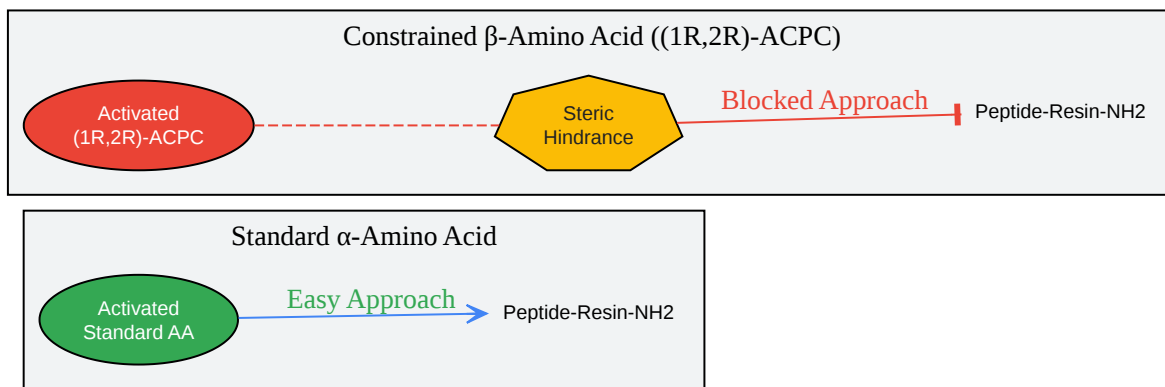 Constrained β-Amino Acid ((1R,2R)-ACPC)
Activated
(1R,2R)-ACPC
Steric
Hindrance
Blocked Approach
Peptide-Resin-NH2
Standard α-Amino Acid
Activated
Standard AA
Easy Approach
Peptide-Resin-NH2